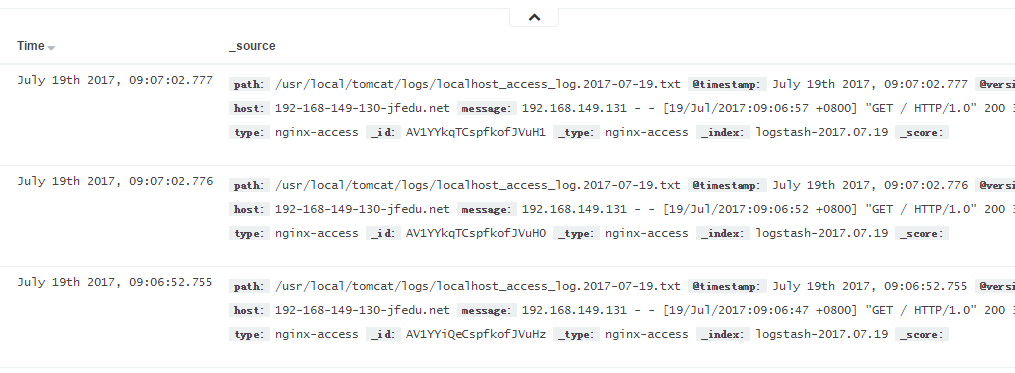 Time _source
July 19th 2017, 09:07:02.777 path: /usr/local/tomcat/logs/localhost_access_log.2017-07-19.txt @timestamp: July 19th 2017, 09:07:02.777 @versi
host: 192-168-149-130-jfedu.net message: 192.168.149.131 - - [19/Jul/2017:09:06:57 +0800] "GET / HTTP/1.0" 200
type: nginx-access _id: AV1YYkqTCspfkofJVuH1 _type: nginx-access _index: logstash-2017.07.19 _score:
July 19th 2017, 09:07:02.776 path: /usr/local/tomcat/logs/localhost_access_log.2017-07-19.txt @timestamp: July 19th 2017, 09:07:02.776 @versi
host: 192-168-149-130-jfedu.net message: 192.168.149.131 - - [19/Jul/2017:09:06:52 +0800] "GET / HTTP/1.0" 200
type: nginx-access _id: AV1YYkqTCspfkofJVuH0 _type: nginx-access _index: logstash-2017.07.19 _score:
July 19th 2017, 09:06:52.755 path: /usr/local/tomcat/logs/localhost_access_log.2017-07-19.txt @timestamp: July 19th 2017, 09:06:52.755 @versi
host: 192-168-149-130-jfedu.net message: 192.168.149.131 - - [19/Jul/2017:09:06:47 +0800] "GET / HTTP/1.0" 200
type: nginx-access _id: AV1YYiQeCspfkofJVuHz _type: nginx-access _index: logstash-2017.07.19 _score: